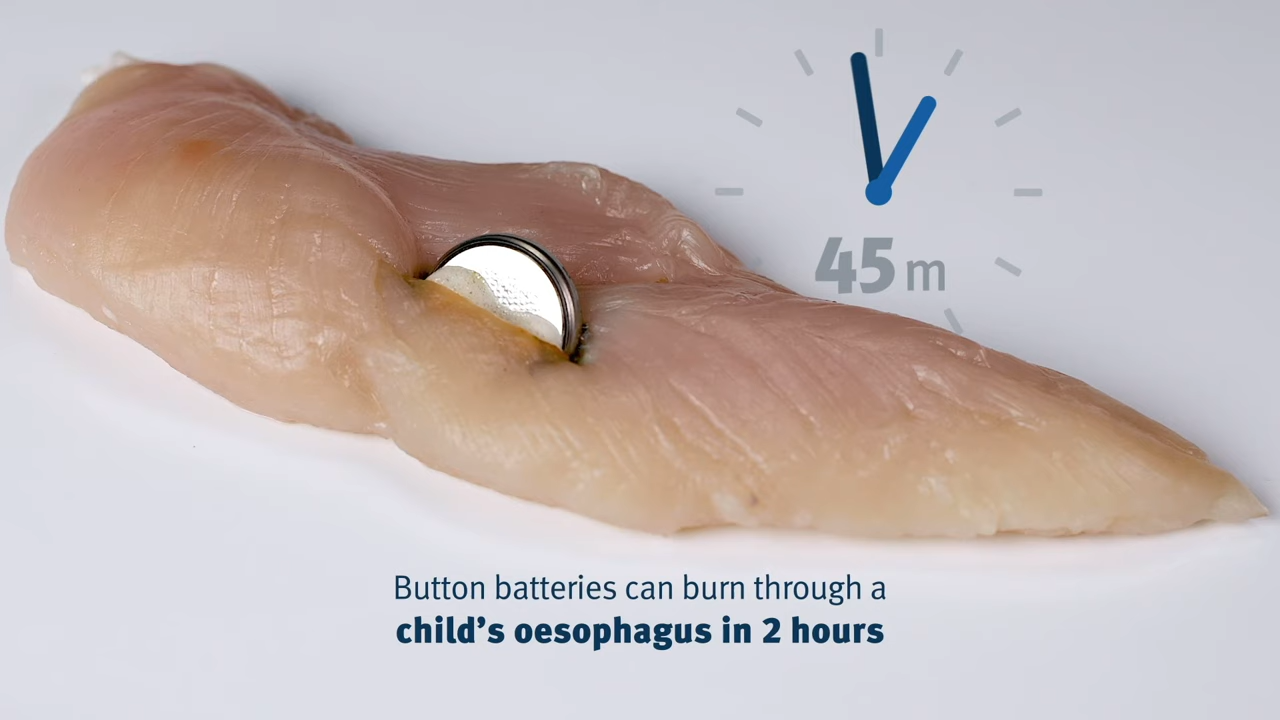 45 m
Button batteries can burn through a
child's oesophagus in 2 hours